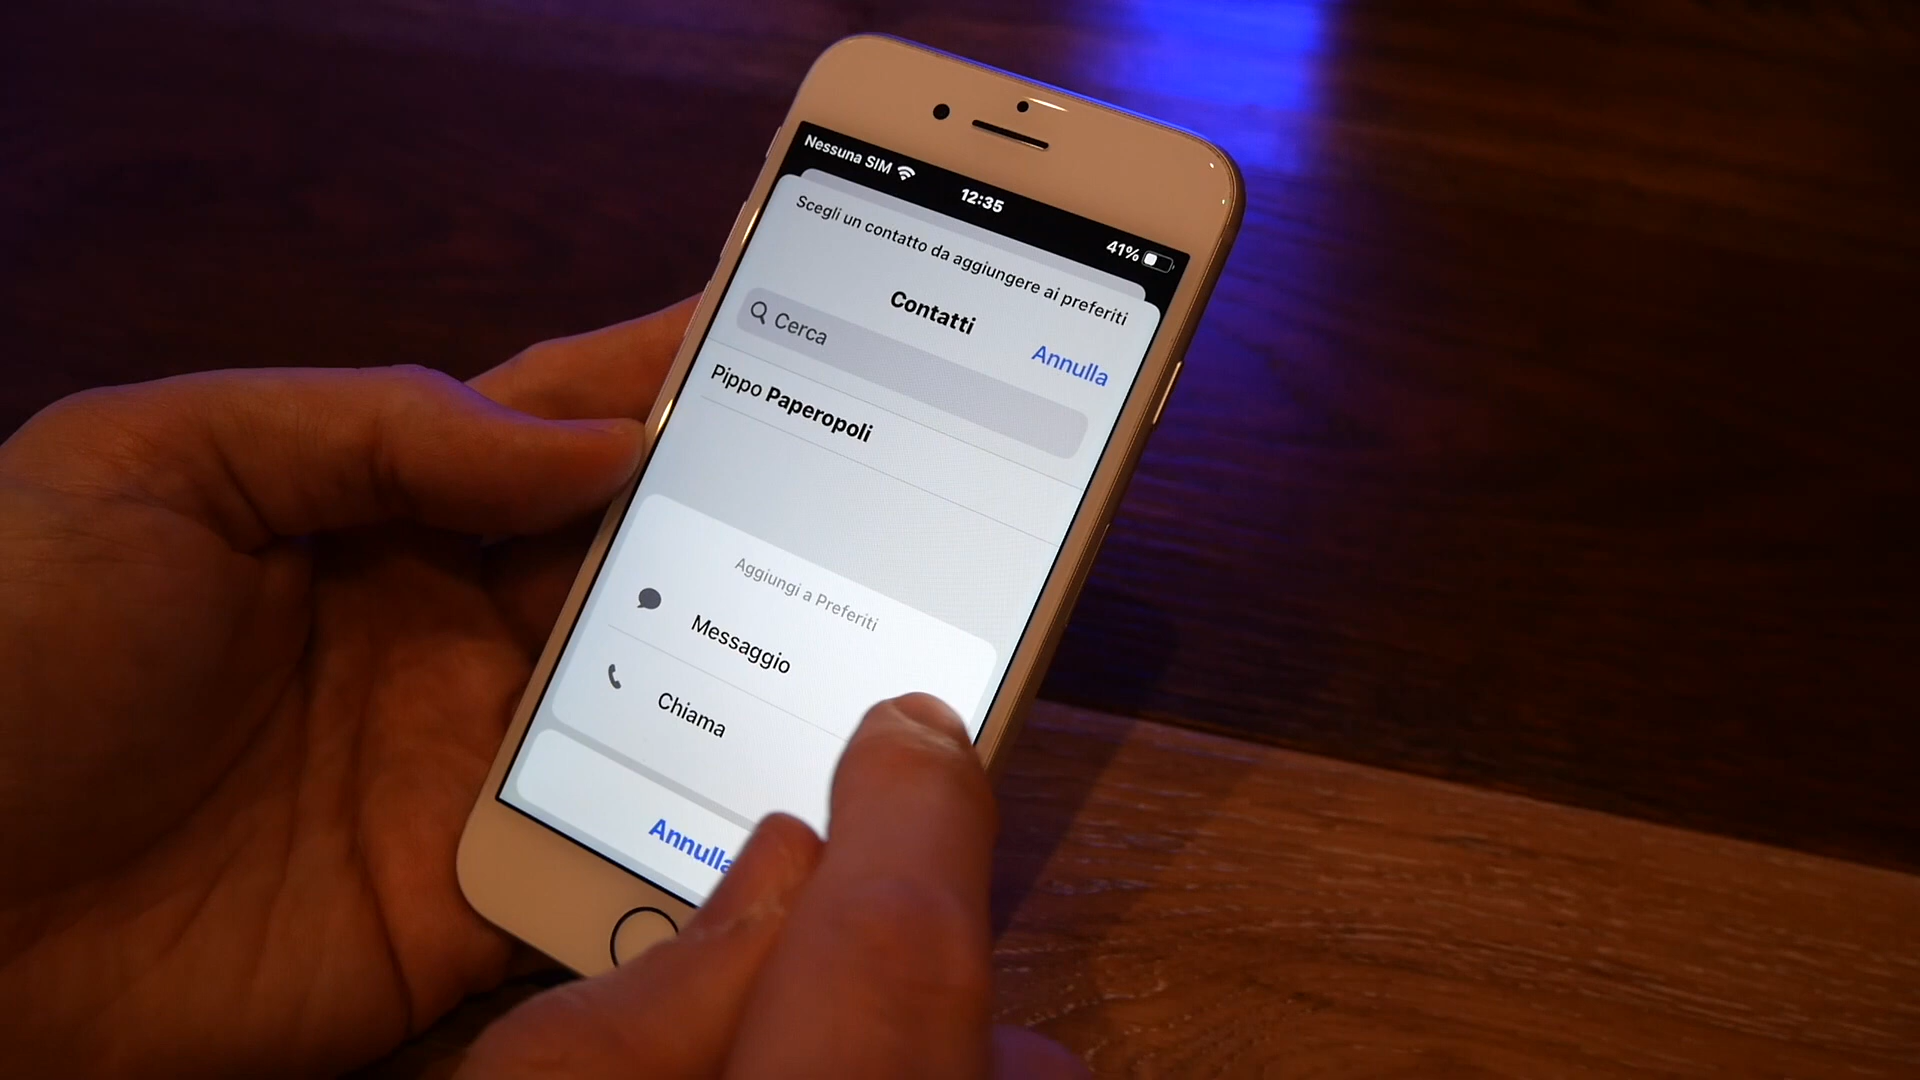 Nessuna SIM
12:35
41%
Scegli un contatto da aggiungere ai preferiti
Contatti
Annulla
Cerca
Pippo Paperopoli
Aggiungi a Preferiti
Messaggio
Chiama
Annulla